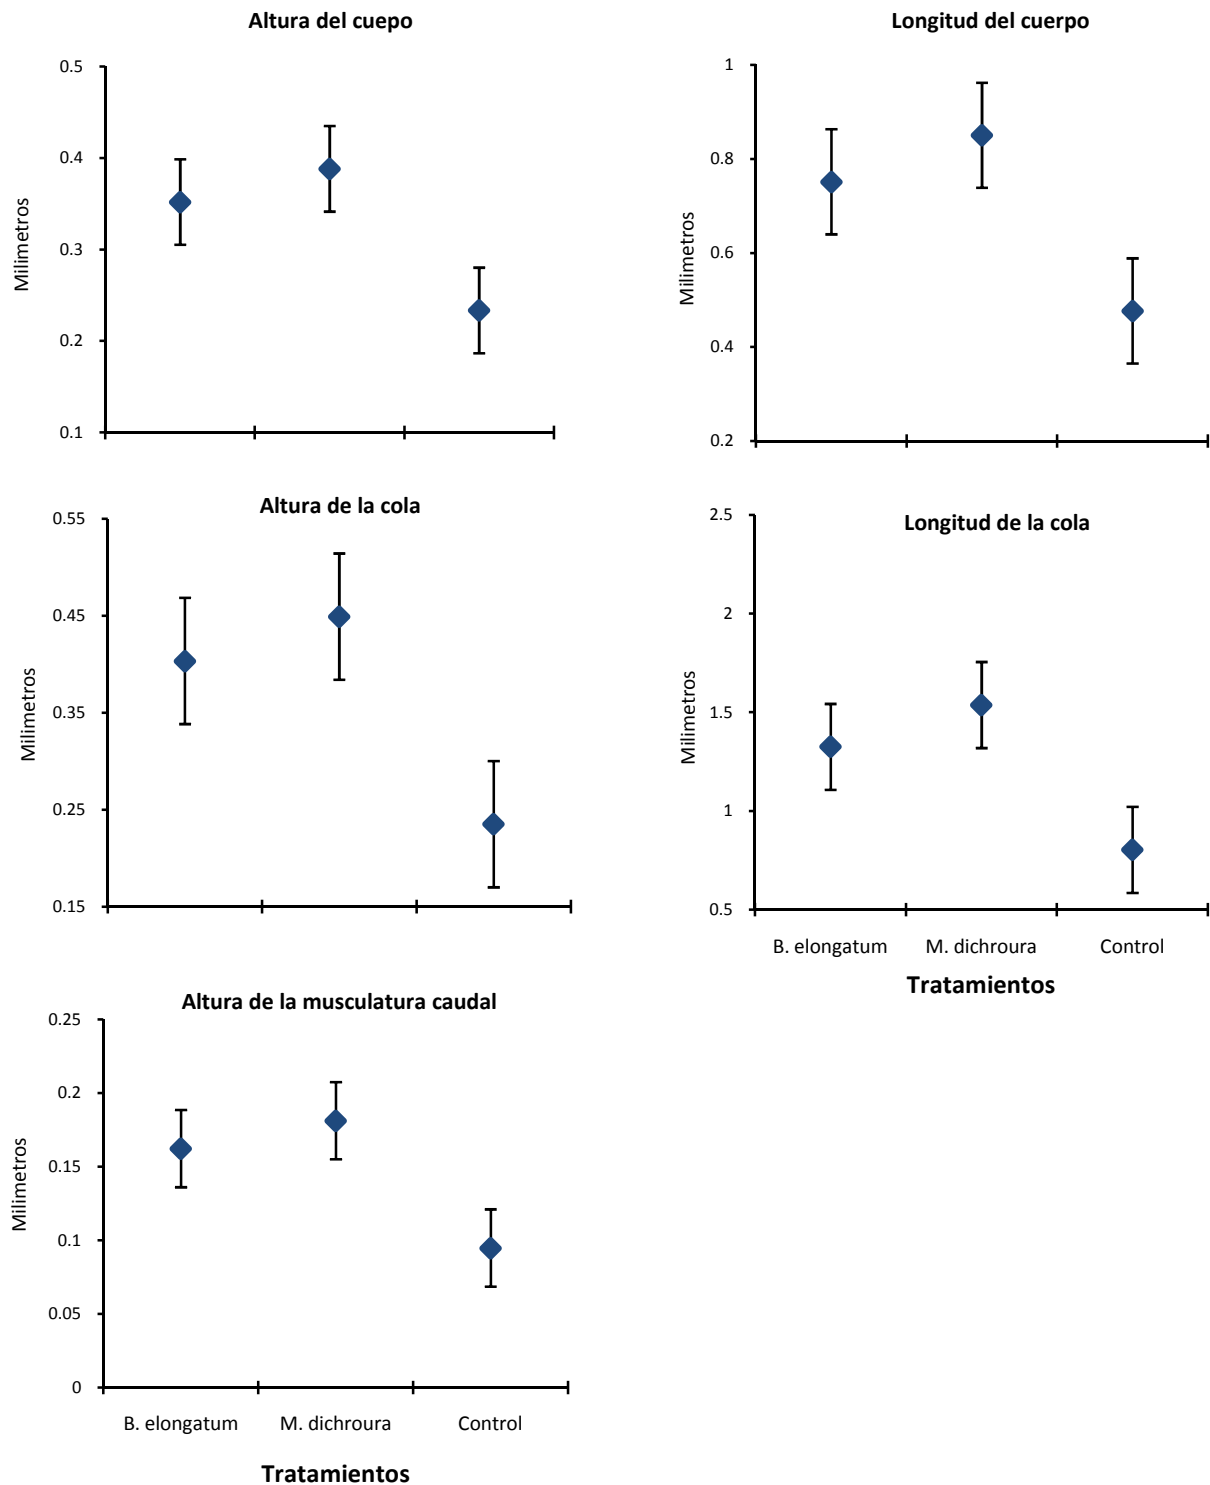 Altura del cuepo
0.5
0.4
0.3
0.2
0.1
Milimetros
Longitud del cuerpo
1
0.8
0.6
0.4
0.2
Milimetros
Altura de la cola
0.55
0.45
0.35
0.25
0.15
Milimetros
Longitud de la cola
2.5
2
1.5
1
0.5
Milimetros
B. elongatum M. dichroura Control
Tratamientos
Altura de la musculatura caudal
0.25
0.2
0.15
0.1
0.05
0
Milimetros
B. elongatum M. dichroura Control
Tratamientos